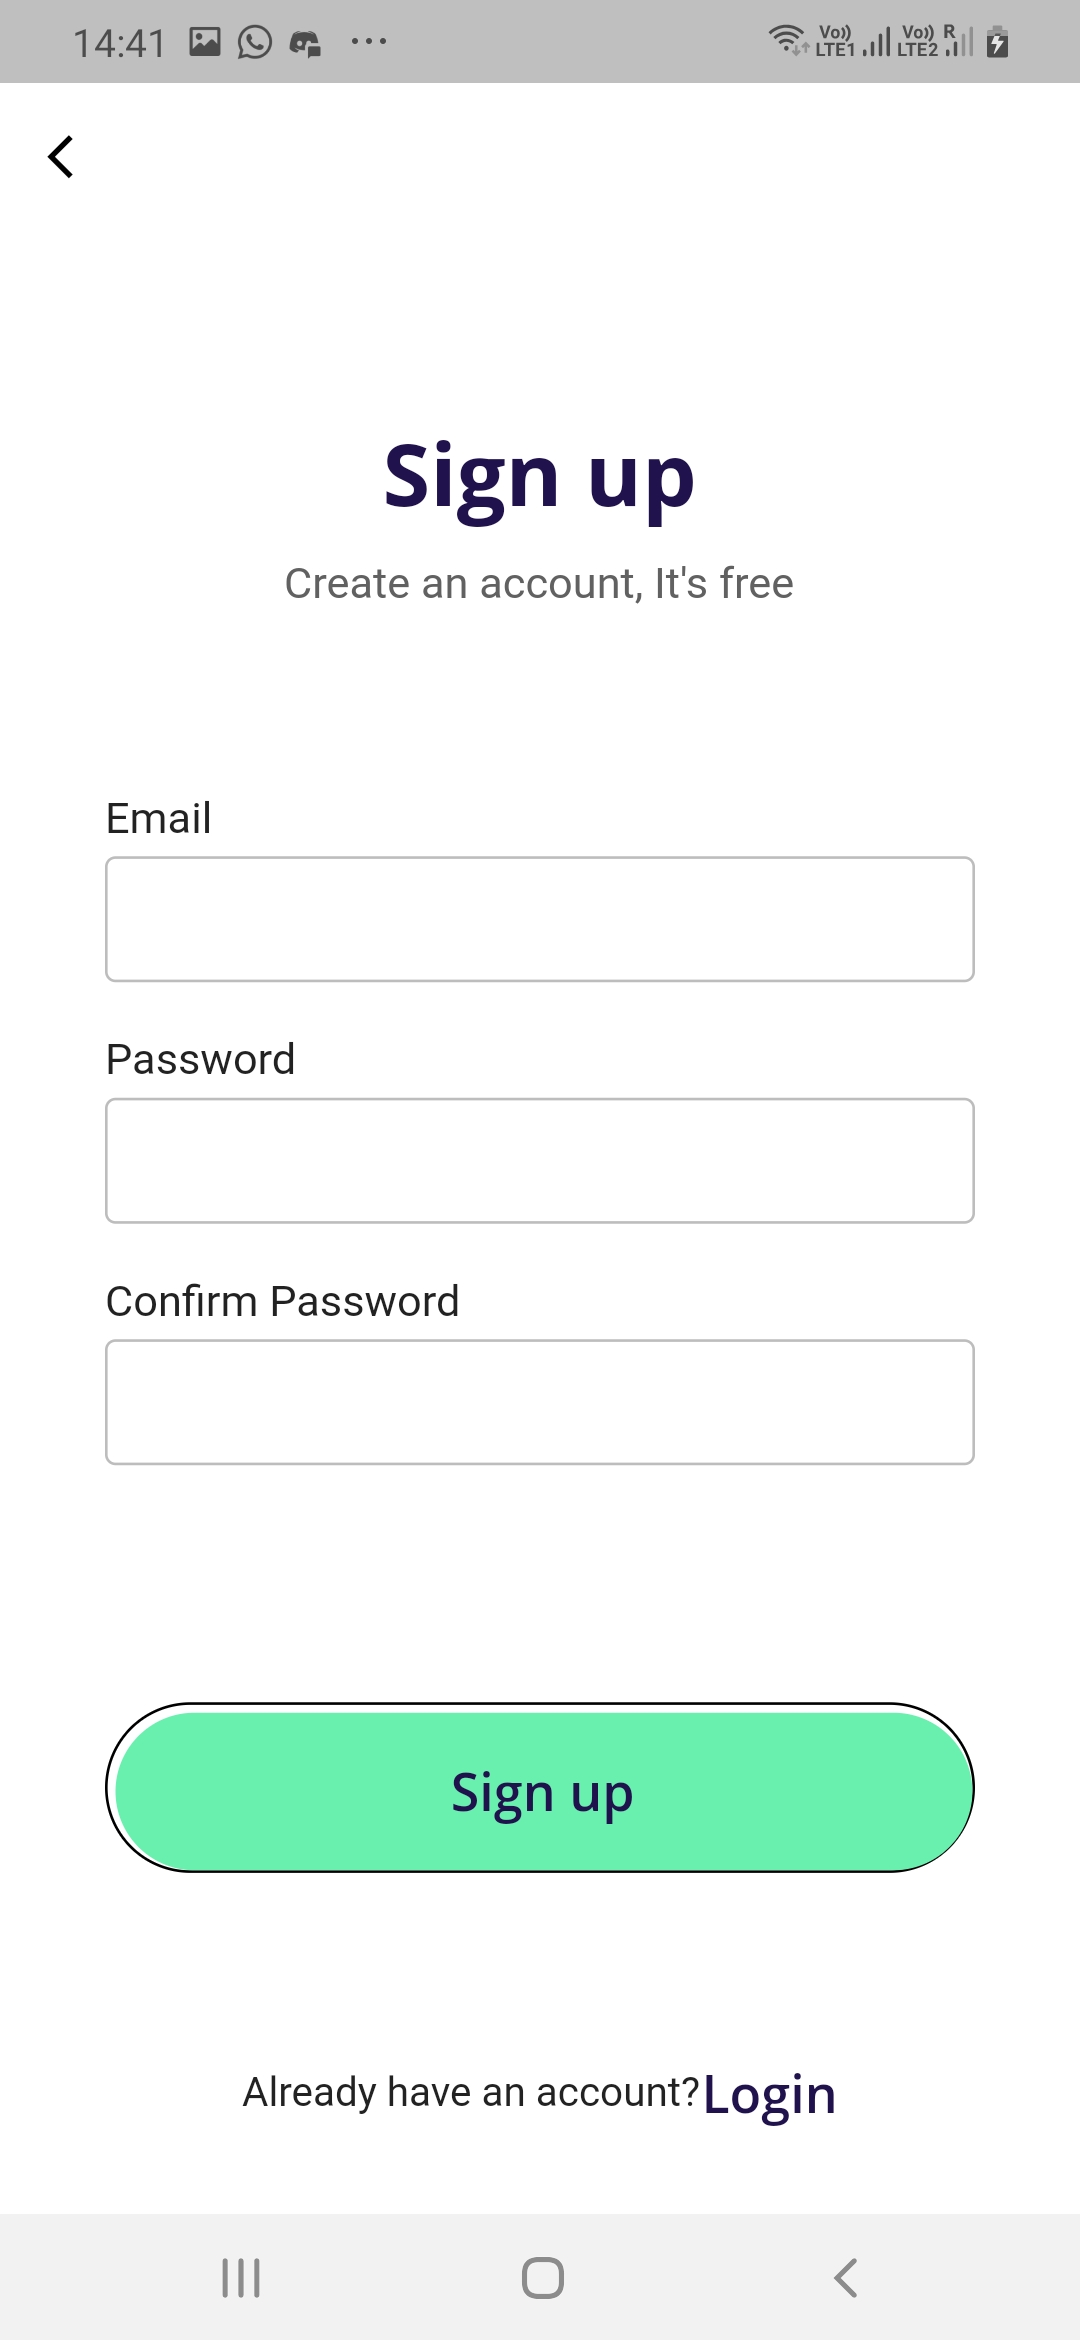 14:41 Vo)) LTE1 Vo)) LTE2 R
Sign up
Create an account, It's free
Email
Password
Confirm Password
Sign up
Already have an account?Login